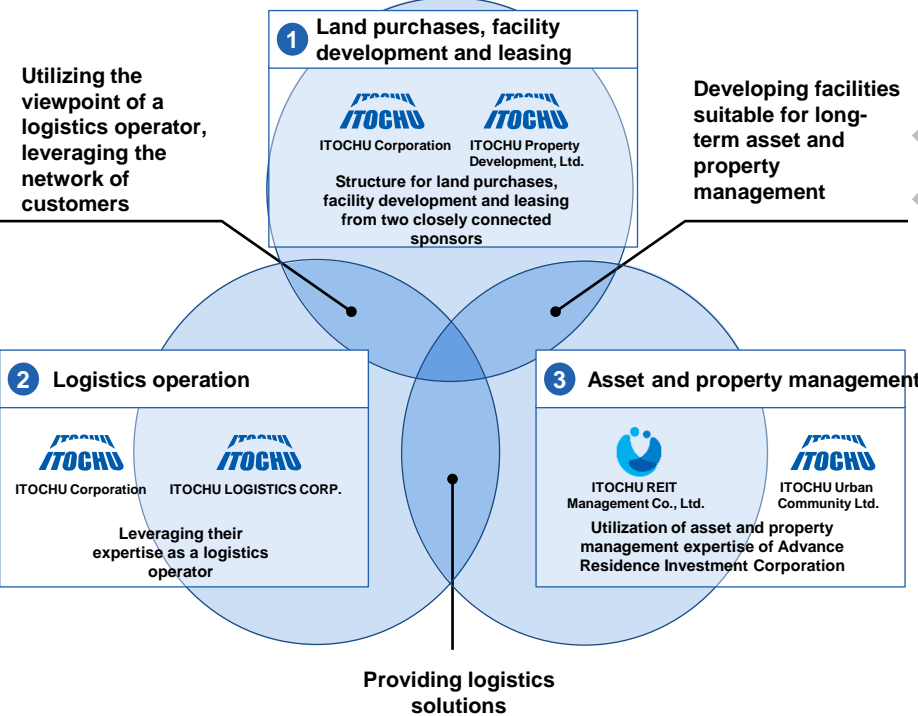 1
Land purchases, facility
development and leasing
ITOCHU
ITOCHU Corporation
ITOCHU
ITOCHU Property
Development, Ltd.
Structure for land purchases,
facility development and leasing
from two closely connected
sponsors
Utilizing the
viewpoint of a
logistics operator,
leveraging the
network of
customers
Developing facilities
suitable for long-
term asset and
property
management
2
Logistics operation
ITOCHU
ITOCHU Corporation
ITOCHU
ITOCHU LOGISTICS CORP.
Leveraging their
expertise as a logistics
operator
3
Asset and property management
ITOCHU REIT
Management Co., Ltd.
ITOCHU
ITOCHU Urban
Community Ltd.
Utilization of asset and property
management expertise of Advance
Residence Investment Corporation
Providing logistics
solutions